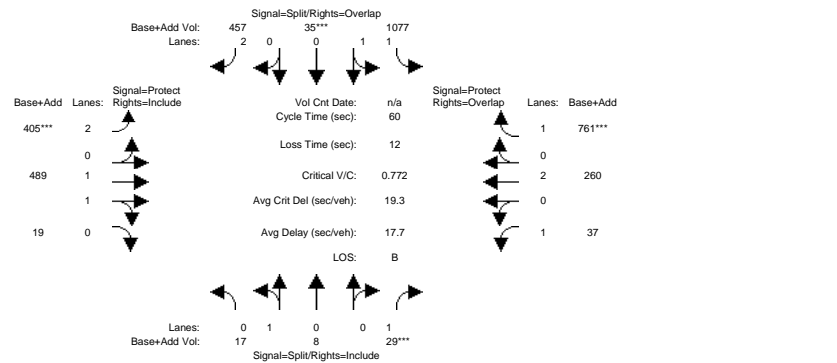 Signal=Split/Rights=Overlap
Base+Add Vol: 457 35*** 1077
Lanes: 2 0 0 1 1
Signal=Protect
Signal=Protect
Base+Add Lanes: Rights=Include Vol Cnt Date: n/a Rights=Overlap Lanes: Base+Add
Cycle Time (sec): 60
405*** 2 1 761***
Loss Time (sec): 12
0 0
489 1 Critical V/C: 0.772 2 260
1 Avg Crit Del (sec/veh): 19.3 0
19 0 Avg Delay (sec/veh): 17.7 1 37
LOS: B
Lanes: 0 1 0 0 1
Base+Add Vol: 17 8 29***
Signal=Split/Rights=Include